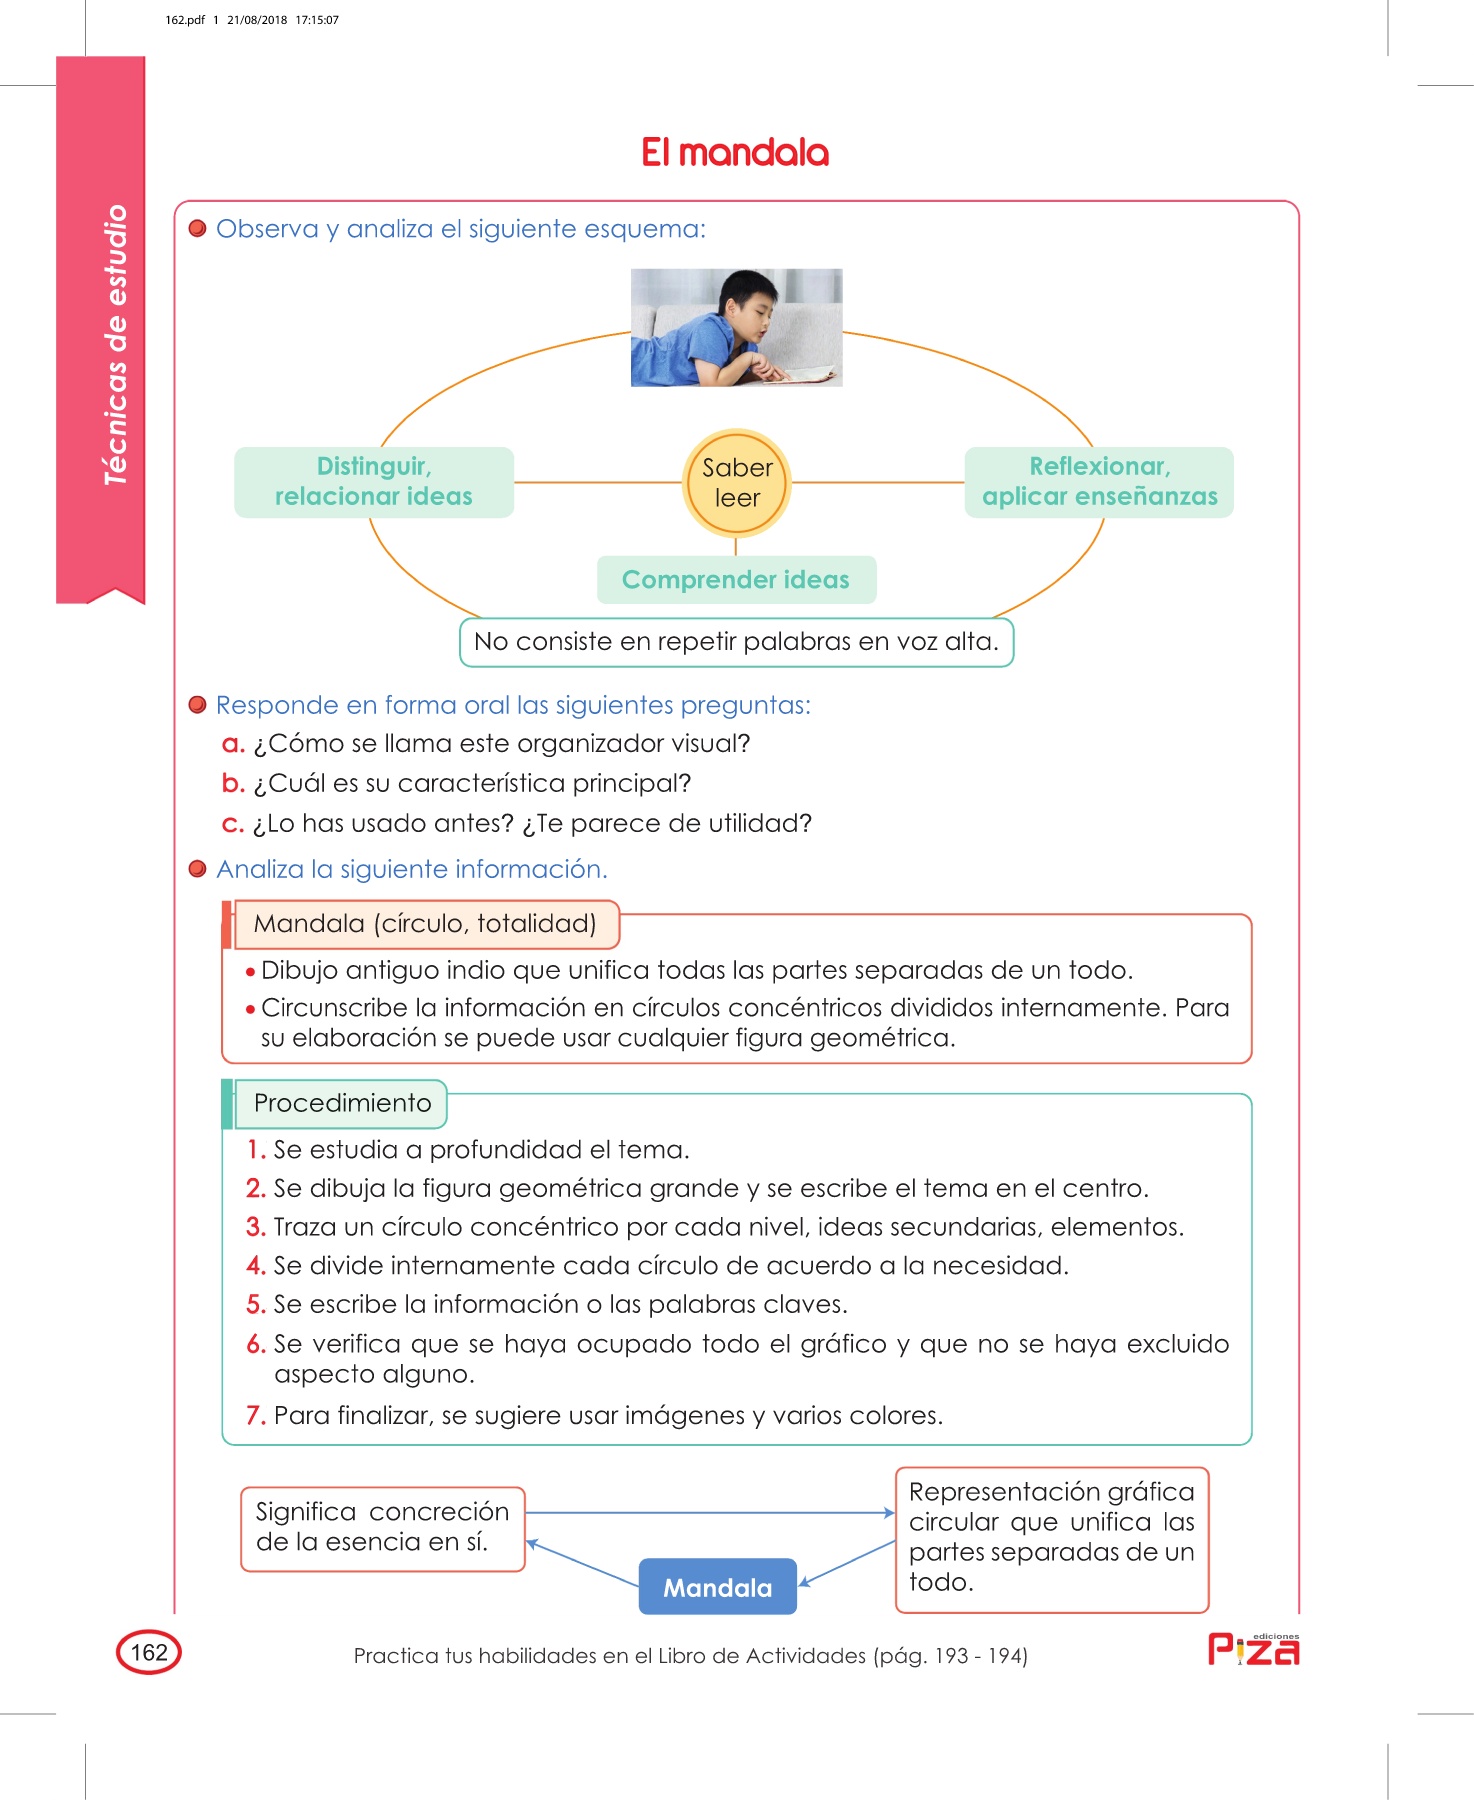 162.pdf 1 21/08/2018 17:15:07
Técnicas de estudio
El mandala
Observa y analiza el siguiente esquema:
Distinguir,
relacionar ideas
Saber
leer
Reflexionar,
aplicar enseñanzas
Comprender ideas
No consiste en repetir palabras en voz alta.
Responde en forma oral las siguientes preguntas:
a. ¿Cómo se llama este organizador visual?
b. ¿Cuál es su característica principal?
c. ¿Lo has usado antes? ¿Te parece de utilidad?
Analiza la siguiente información.
Mandala (círculo, totalidad)
• Dibujo antiguo indio que unifica todas las partes separadas de un todo.
• Circunscribe la información en círculos concéntricos divididos internamente. Para
su elaboración se puede usar cualquier figura geométrica.
Procedimiento
1. Se estudia a profundidad el tema.
2. Se dibuja la figura geométrica grande y se escribe el tema en el centro.
3. Traza un círculo concéntrico por cada nivel, ideas secundarias, elementos.
4. Se divide internamente cada círculo de acuerdo a la necesidad.
5. Se escribe la información o las palabras claves.
6. Se verifica que se haya ocupado todo el gráfico y que no se haya excluido
aspecto alguno.
7. Para finalizar, se sugiere usar imágenes y varios colores.
Significa concreción
de la esencia en sí.
Representación gráfica
circular que unifica las
partes separadas de un
todo.
Mandala
162
Practica tus habilidades en el Libro de Actividades (pág. 193 - 194)
ediciones
Piza